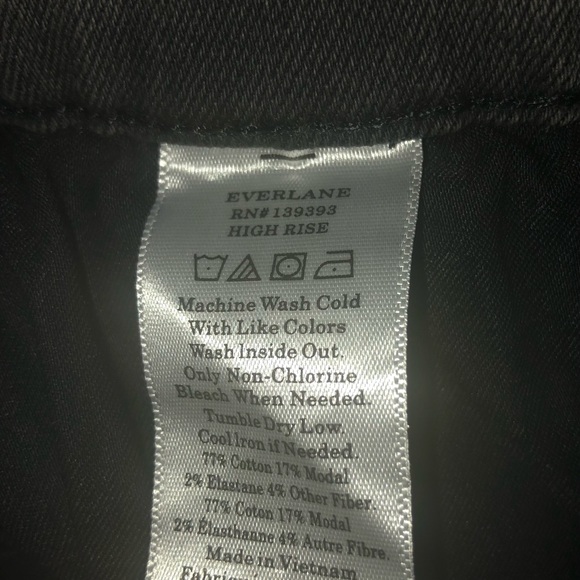 EVERLANE
RN# 139393
HIGH RISE
Machine Wash Cold
With Like Colors
Wash Inside Out.
Only Non-Chlorine
Bleach When Needed.
Tumble Dry Low.
Cool Iron if Needed.
77% Cotton 17% Modal
2% Elastane 4% Other Fiber.
77% Coton 17% Modal
2% Élasthanne 4% Autre Fibre.
Made in Vietnam